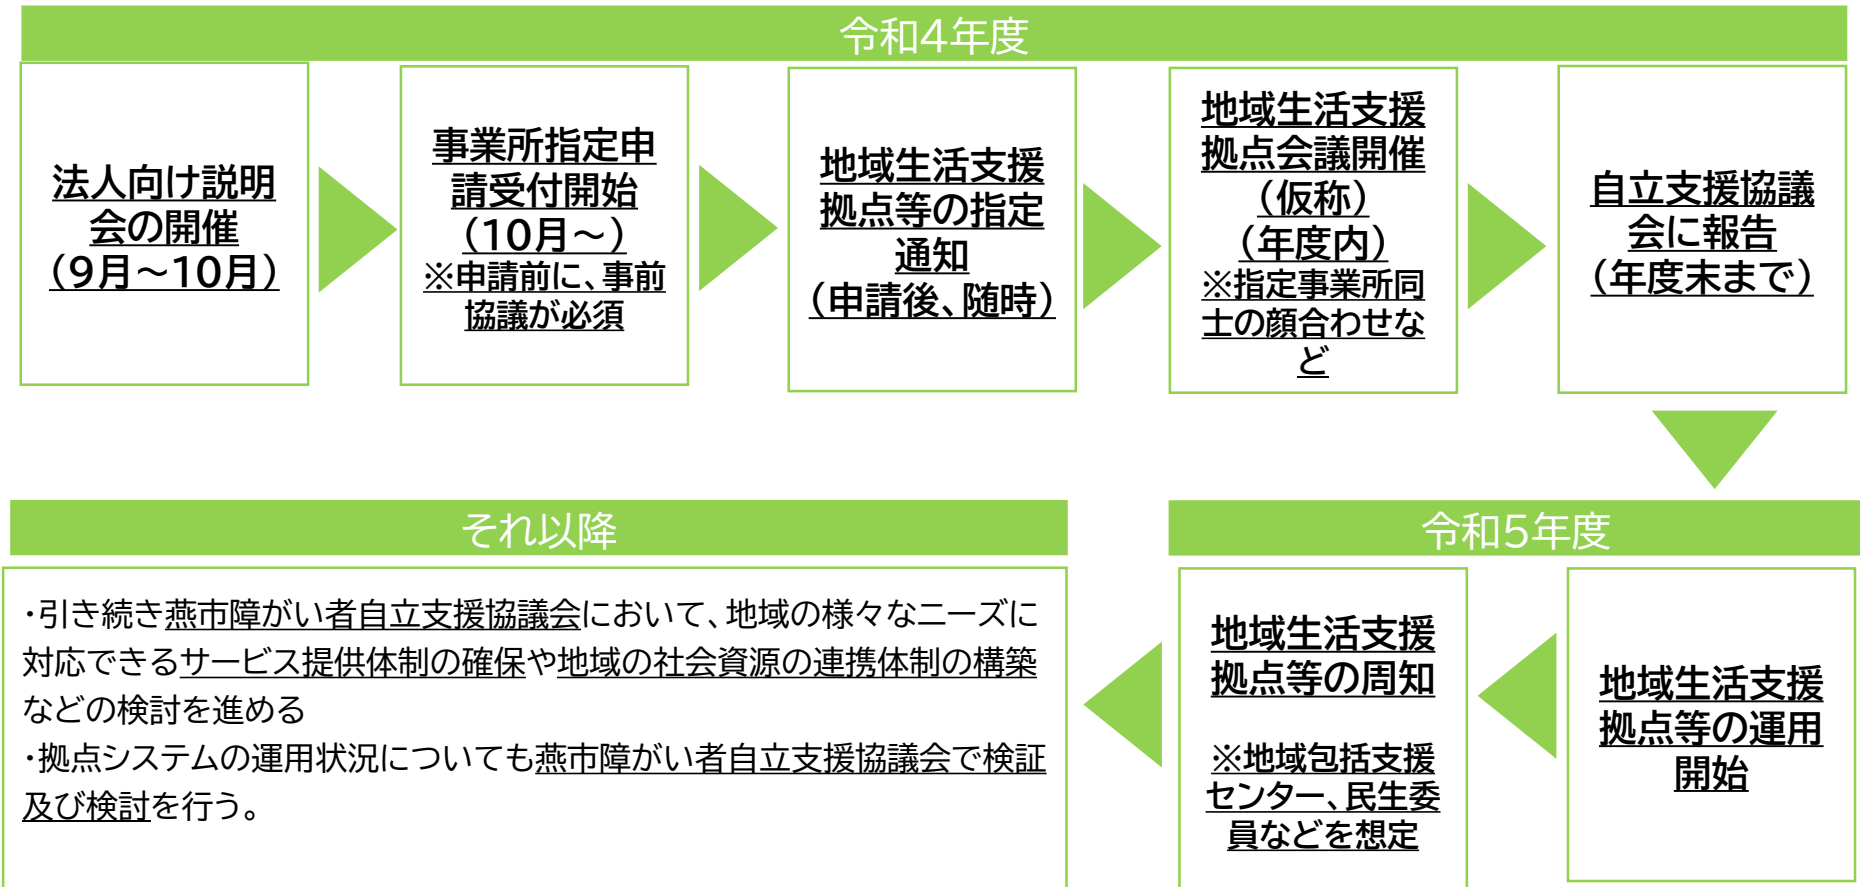 令和4年度
法人向け説明
会の開催
（9月～10月）
事業所指定申
請受付開始
（10月～）
※申請前に、事前
協議が必須
地域生活支援
拠点等の指定
通知
（申請後、随時）
地域生活支援
拠点会議開催
（仮称）
（年度内）
※指定事業所同
士の顔合わせな
ど
自立支援協議
会に報告
（年度末まで）
令和5年度
地域生活支援
拠点等の運用
開始
地域生活支援
拠点等の周知
※地域包括支援
センター、民生委
員などを想定
それ以降
・引き続き燕市障がい者自立支援協議会において、地域の様々なニーズに
対応できるサービス提供体制の確保や地域の社会資源の連携体制の構築
などの検討を進める
・拠点システムの運用状況についても燕市障がい者自立支援協議会で検証
及び検討を行う。